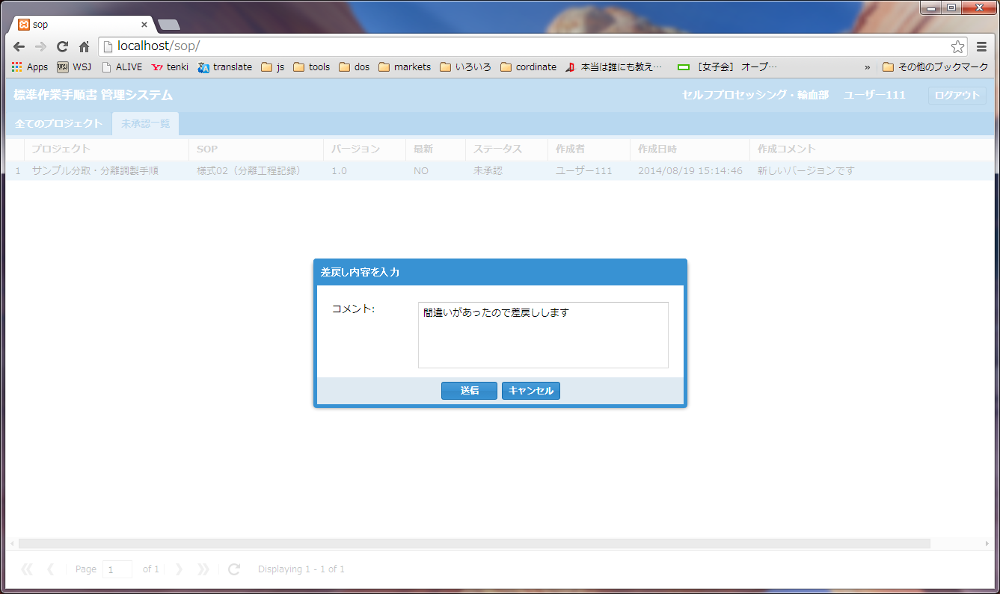 sop
localhost/sop/
Apps WSJ WSJ ALIVE Y! tenki translate js tools dos markets いろいろ cordinate 本当は誰にも教え… [女子会] オープ… » その他のブックマーク
標準作業手順書 管理システム セルフプロセッシング・輸血部 ユーザー111 ログアウト
全てのプロジェクト 未承認一覧
プロジェクト SOP バージョン 最新 ステータス 作成者 作成日時 作成コメント
1 サンプル分取・分離調製手順 様式02（分離工程記録） 1.0 NO 未承認 ユーザー111 2014/08/19 15:14:46 新しいバージョンです
差戻し内容を入力
コメント: 間違いがあったので差戻しします
送信 キャンセル
Page 1 of 1 Displaying 1 - 1 of 1